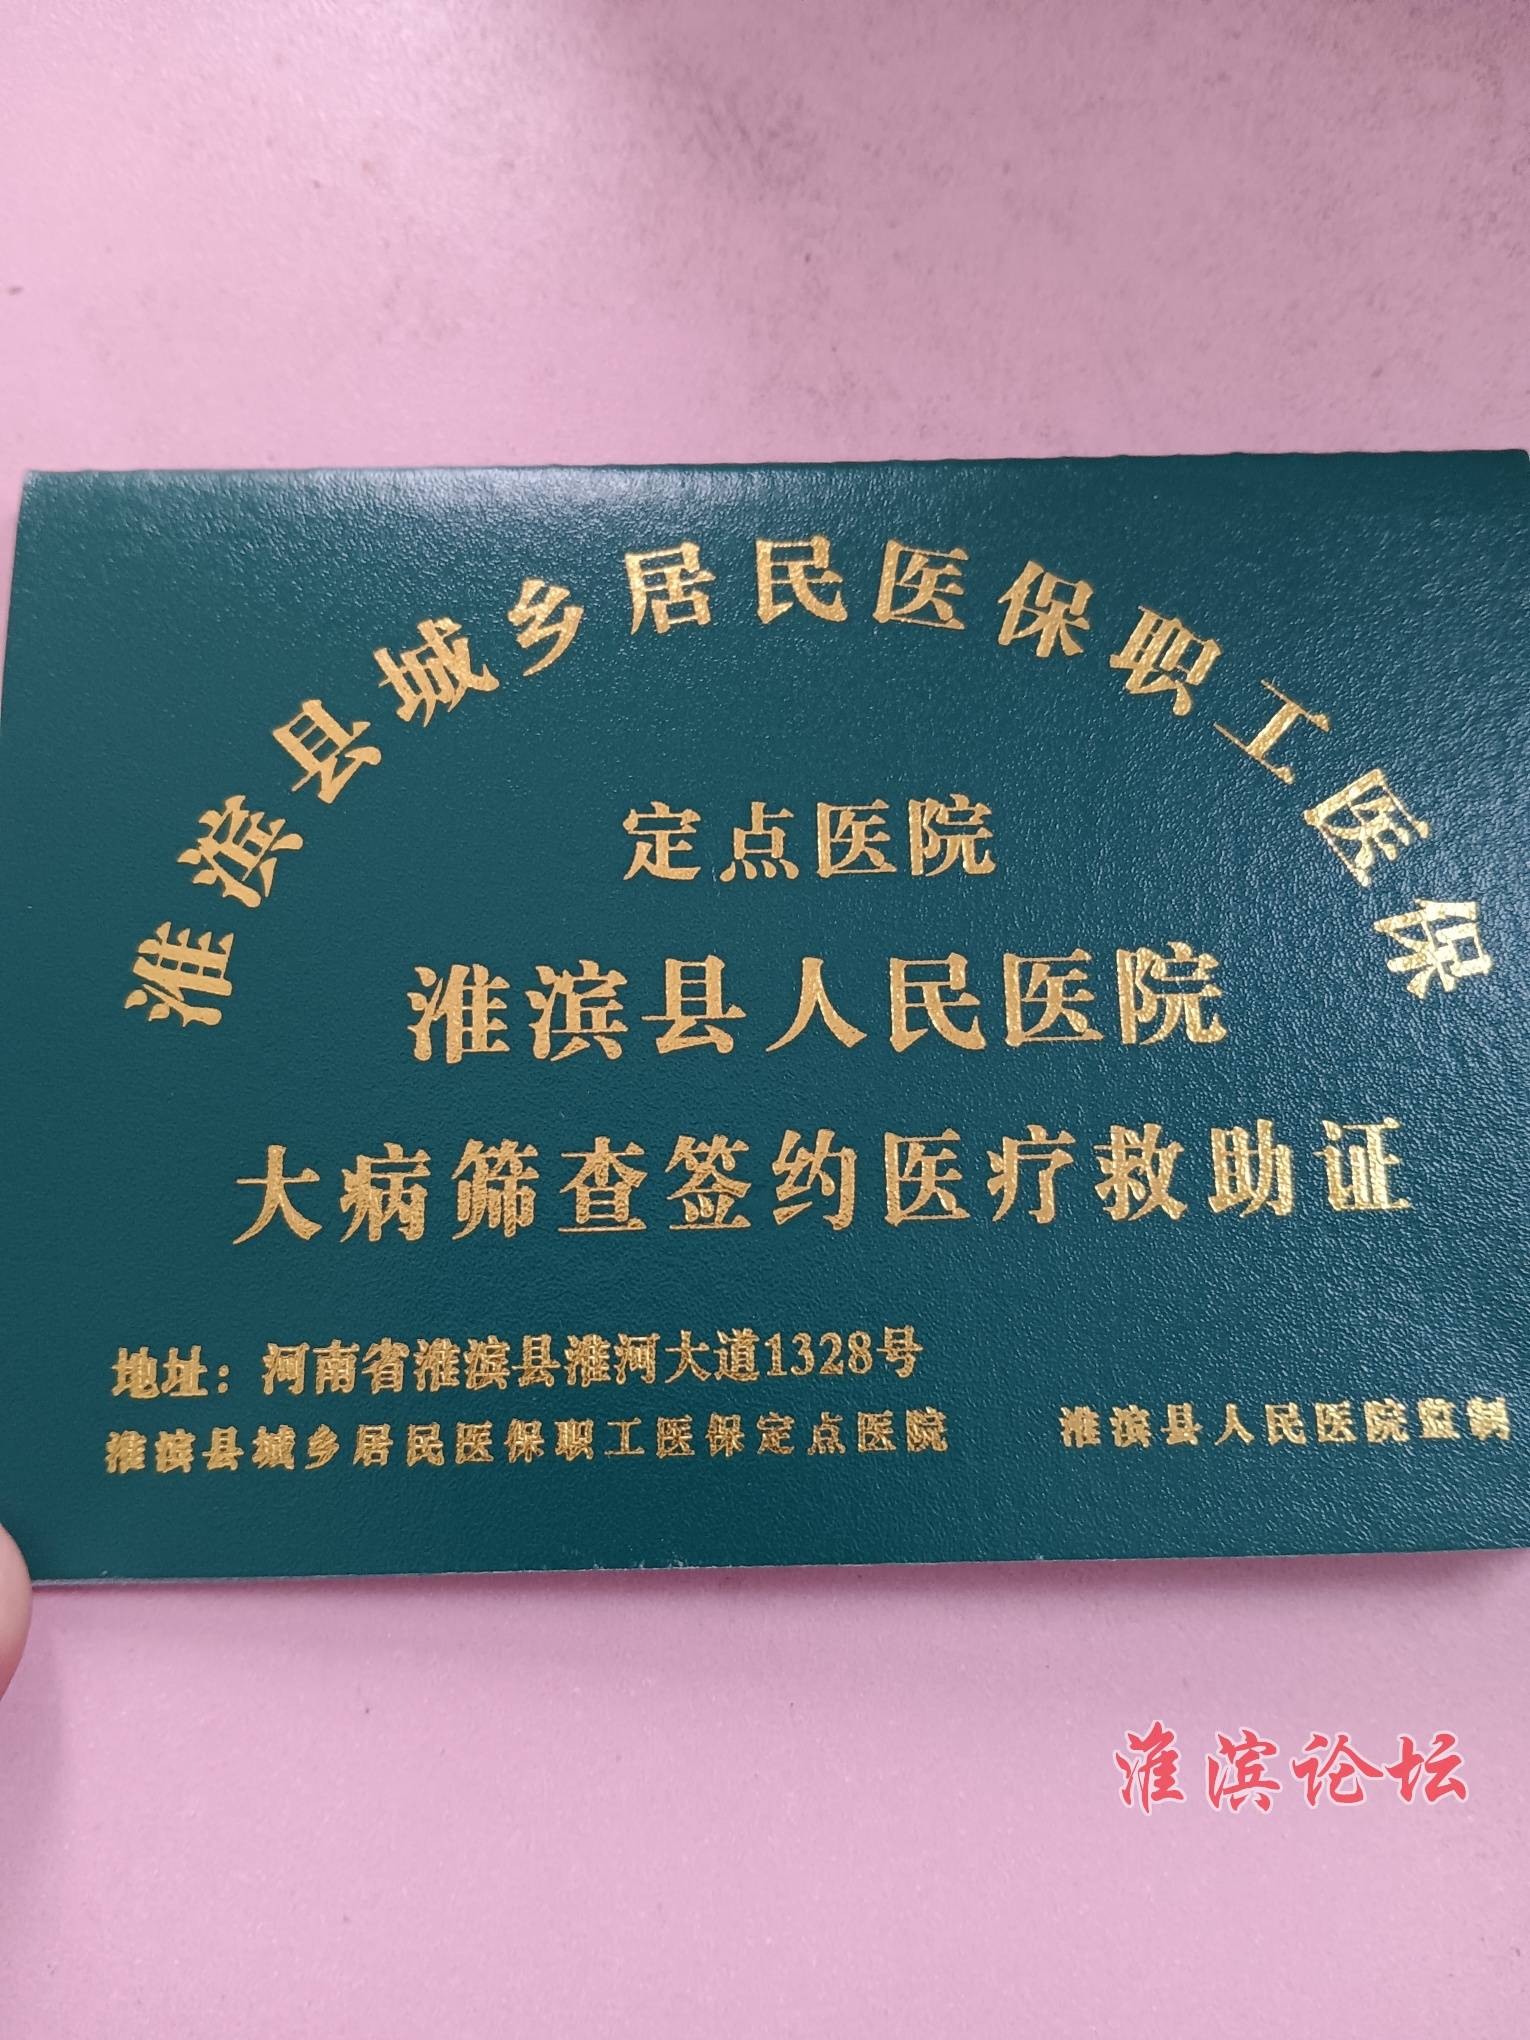 淮滨县城乡居民医保职工医保
定点医院
淮滨县人民医院
大病筛查签约医疗救助证
地址：河南省淮滨县淮河大道1328号
淮滨县城乡居民医保职工医保定点医院 淮滨县人民医院监制
淮滨论坛